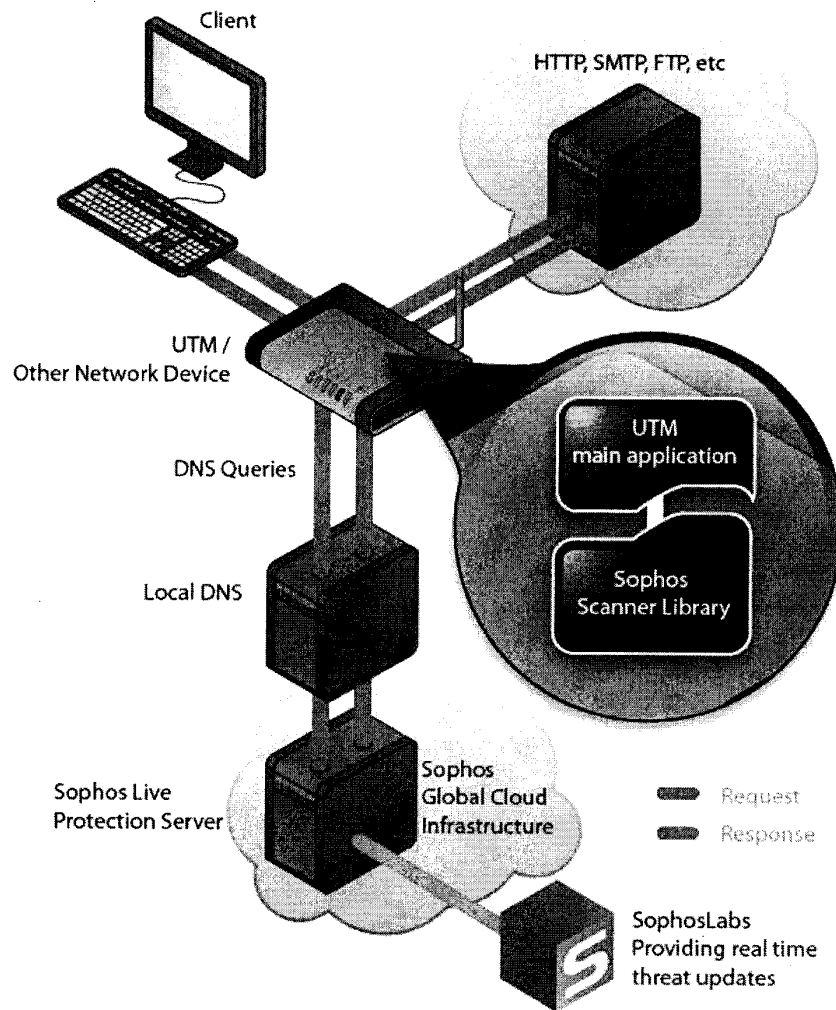 Client
HTTP, SMTP, FTP, etc
UTM /
Other Network Device
UTM
main application
DNS Queries
Local DNS
Sophos
Scanner Library
Sophos Live
Protection Server
Sophos
Global Cloud
Infrastructure
Request
Response
SophosLabs
Providing real time
threat updates
S